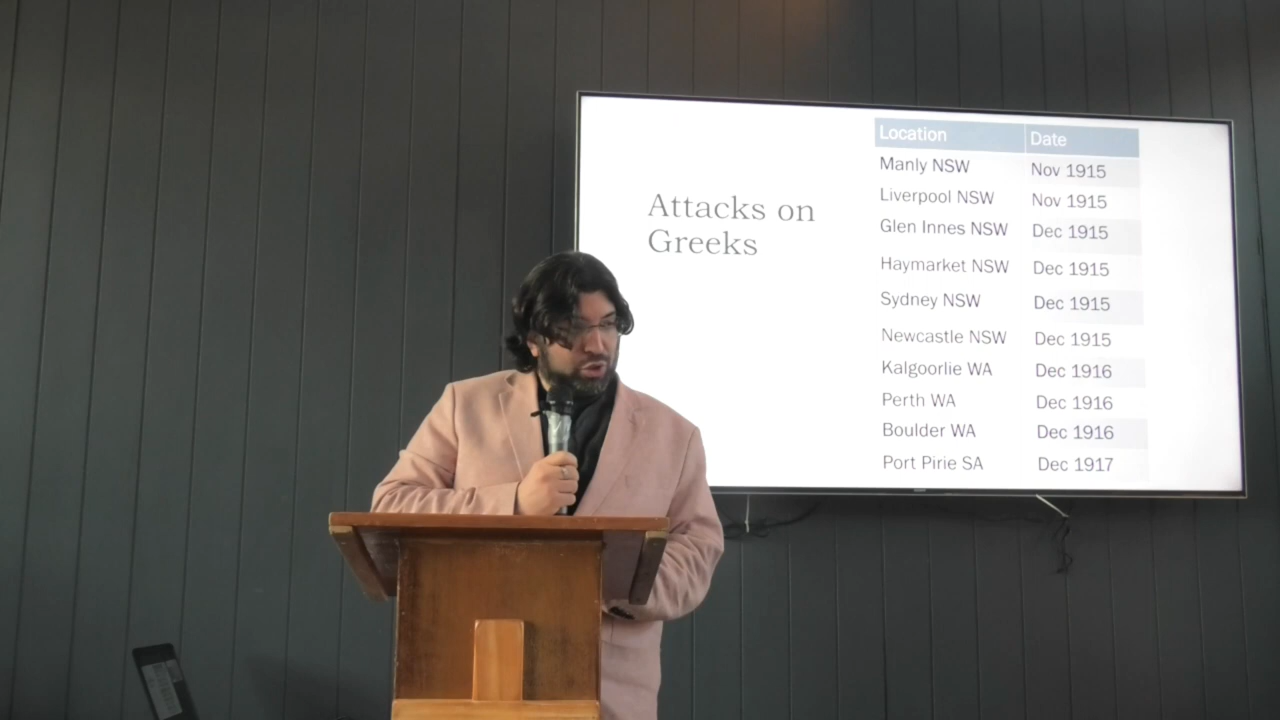 Attacks on
Greeks
Location Date
Manly NSW Nov 1915
Liverpool NSW Nov 1915
Glen Innes NSW Dec 1915
Haymarket NSW Dec 1915
Sydney NSW Dec 1915
Newcastle NSW Dec 1915
Kalgoorlie WA Dec 1916
Perth WA Dec 1916
Boulder WA Dec 1916
Port Pirie SA Dec 1917